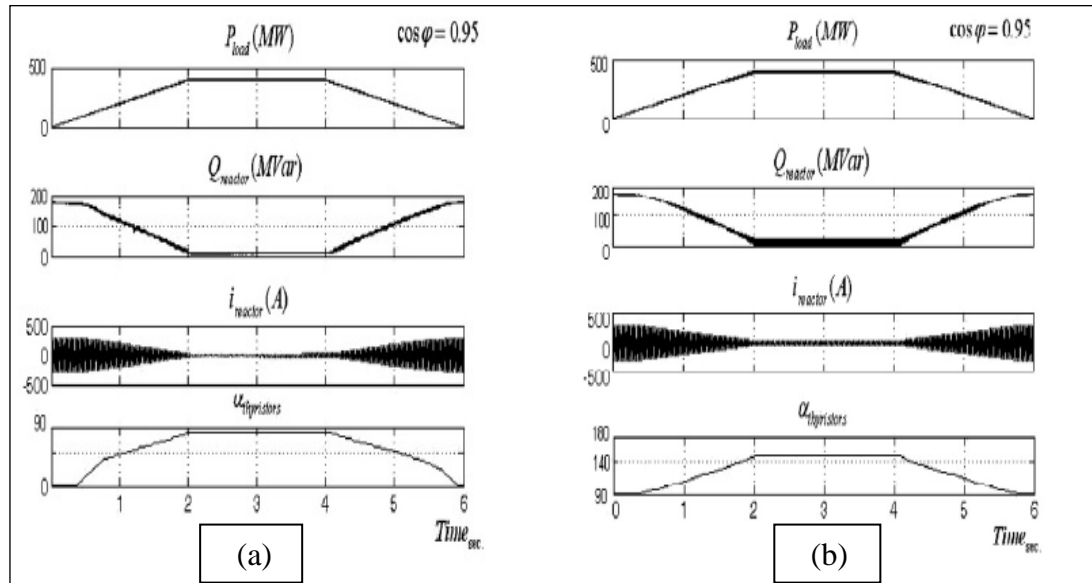 P_load(MW) cos φ = 0.95
500
0
Q_reactor(MVar)
200
100
0
i_reactor(A)
500
0
-500
α_thyristors
90
0
1 2 3 4 5 6
Time_sec.
(a)
P_load(MW) cos φ = 0.95
500
0
Q_reactor(MVar)
200
100
0
i_reactor(A)
500
0
-500
α_thyristors
180
140
90
0 1 2 3 4 5 6
Time_sec.
(b)